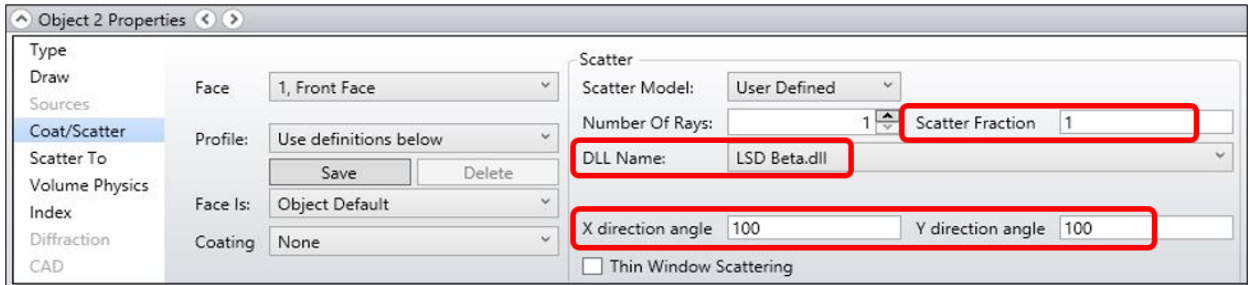 Object 2 Properties
Type
Draw
Sources
Coat/Scatter
Scatter To
Volume Physics
Index
Diffraction
CAD
Face 1, Front Face
Profile: Use definitions below
Save Delete
Face Is: Object Default
Coating None
Scatter
Scatter Model: User Defined
Number Of Rays: 1 Scatter Fraction 1
DLL Name: LSD Beta.dll
X direction angle 100 Y direction angle 100
Thin Window Scattering